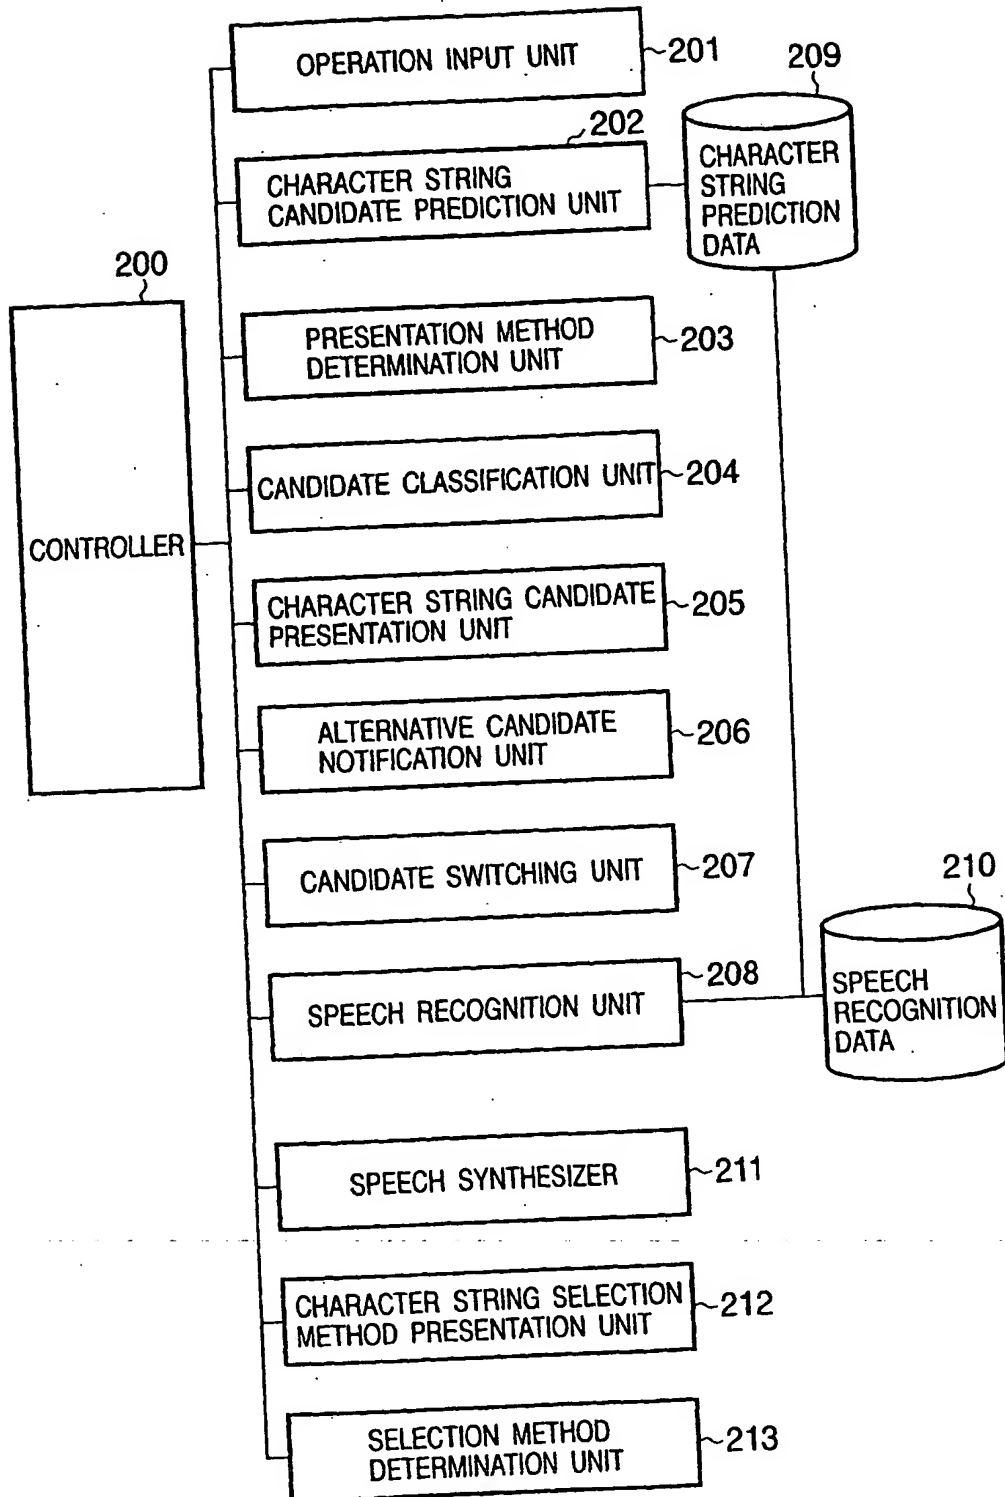 OPERATION INPUT UNIT
201
209
202
CHARACTER STRING
CANDIDATE PREDICTION UNIT
CHARACTER
STRING
PREDICTION
DATA
200
CONTROLLER
PRESENTATION METHOD
DETERMINATION UNIT
203
CANDIDATE CLASSIFICATION UNIT
204
CHARACTER STRING CANDIDATE
PRESENTATION UNIT
205
ALTERNATIVE CANDIDATE
NOTIFICATION UNIT
206
CANDIDATE SWITCHING UNIT
207
210
SPEECH RECOGNITION UNIT
208
SPEECH
RECOGNITION
DATA
SPEECH SYNTHESIZER
211
CHARACTER STRING SELECTION
METHOD PRESENTATION UNIT
212
SELECTION METHOD
DETERMINATION UNIT
213